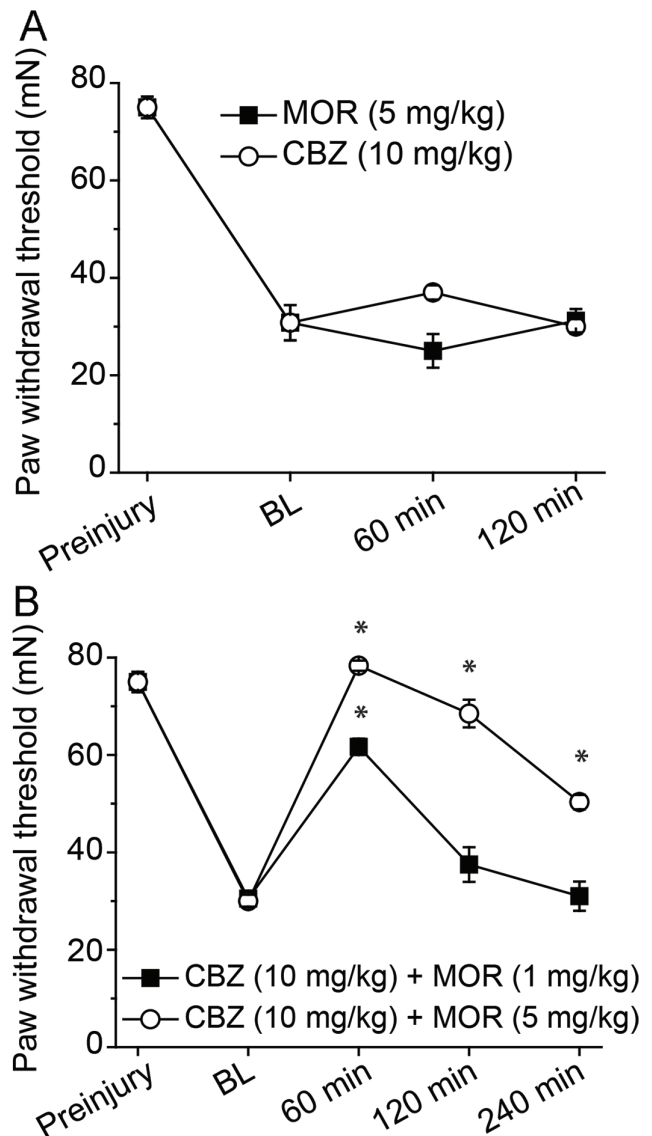 A
Paw withdrawal threshold (mN)
80
60
40
20
0
MOR (5 mg/kg)
CBZ (10 mg/kg)
Preinjury
BL
60 min
120 min
B
Paw withdrawal threshold (mN)
80
60
40
20
0
*
*
*
*
CBZ (10 mg/kg) + MOR (1 mg/kg)
CBZ (10 mg/kg) + MOR (5 mg/kg)
Preinjury
BL
60 min
120 min
240 min